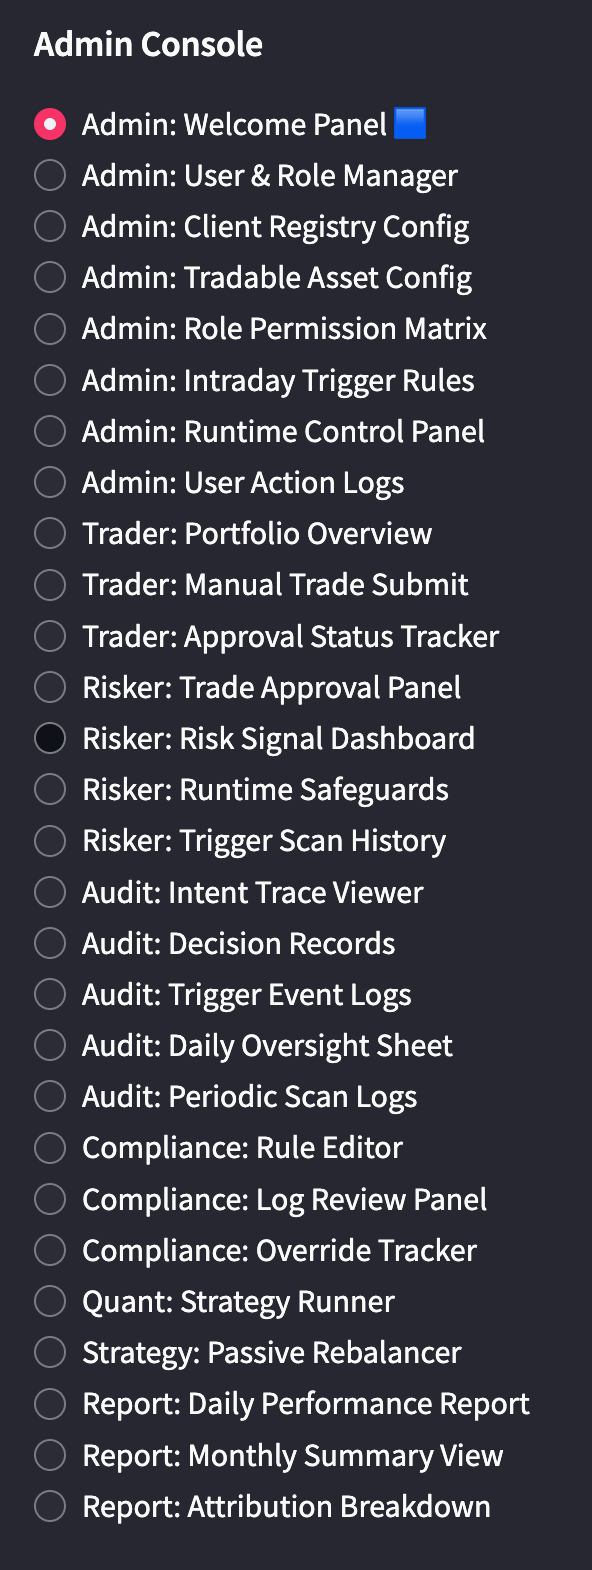 Admin Console
Admin: Welcome Panel
Admin: User & Role Manager
Admin: Client Registry Config
Admin: Tradable Asset Config
Admin: Role Permission Matrix
Admin: Intraday Trigger Rules
Admin: Runtime Control Panel
Admin: User Action Logs
Trader: Portfolio Overview
Trader: Manual Trade Submit
Trader: Approval Status Tracker
Risker: Trade Approval Panel
Risker: Risk Signal Dashboard
Risker: Runtime Safeguards
Risker: Trigger Scan History
Audit: Intent Trace Viewer
Audit: Decision Records
Audit: Trigger Event Logs
Audit: Daily Oversight Sheet
Audit: Periodic Scan Logs
Compliance: Rule Editor
Compliance: Log Review Panel
Compliance: Override Tracker
Quant: Strategy Runner
Strategy: Passive Rebalancer
Report: Daily Performance Report
Report: Monthly Summary View
Report: Attribution Breakdown